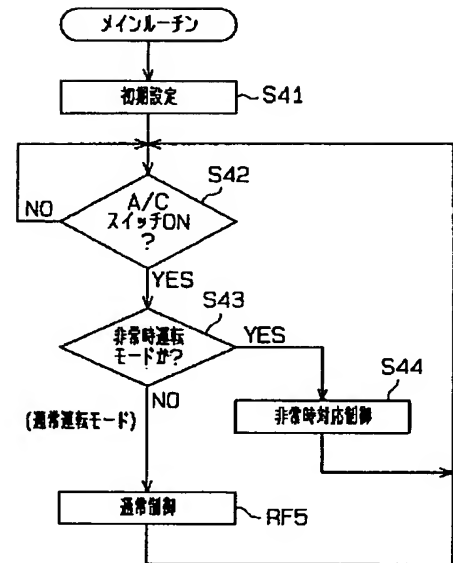 メインルーチン
初期設定
S41
S42
A/C
スイッチON
?
NO
YES
S43
非常時運転
モードか?
YES
S44
NO
(通常運転モード)
非常時対応制御
通常制御
RF5